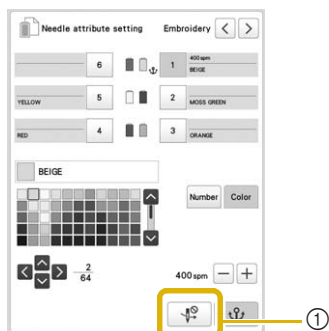 Needle attribute setting Embroidery < >
6 1 400 spm BEIGE
YELLOW 5 2 MOSS GREEN
RED 4 3 ORANGE
BEIGE
Number Color
2
64
400 spm − +
①